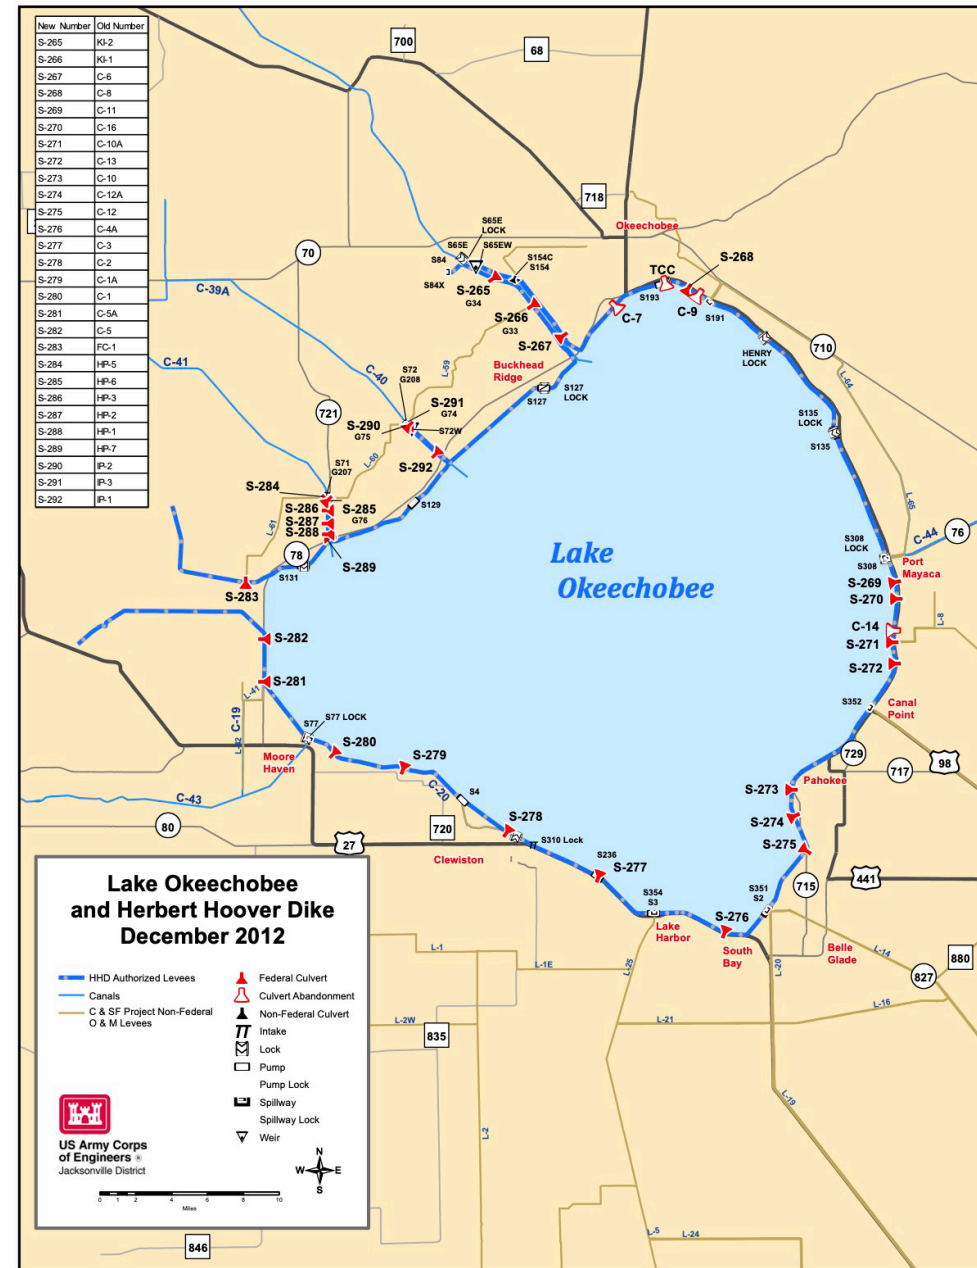 New Number Old Number
S-265 KI-2
S-266 KI-1
S-267 C-6
S-268 C-8
S-269 C-11
S-270 C-16
S-271 C-10A
S-272 C-13
S-273 C-10
S-274 C-12A
S-275 C-12
S-276 C-4A
S-277 C-3
S-278 C-2
S-279 C-1A
S-280 C-1
S-281 C-5A
S-282 C-5
S-283 FC-1
S-284 HP-5
S-285 HP-6
S-286 HP-3
S-287 HP-2
S-288 HP-1
S-289 HP-7
S-290 IP-2
S-291 IP-3
S-292 IP-1
700
68
718
Okeechobee
70
S65E
LOCK
S65E
S65EW
S84
S84X
S154C
S154
S-265
G34
S-266
G33
S-267
TCC
S-268
S193
C-7
C-9
S191
HENRY
LOCK
710
L-64
C-39A
C-41
C-40
L-59
Buckhead
Ridge
S127
S127
LOCK
721
S72
G208
S-291
G74
S-290
G75
S72W
S-292
L-60
S71
G207
S-284
S-285
G76
S-286
S-287
S-288
S-289
S129
L-61
78
S131
S-283
S135
LOCK
S135
L-65
C-44
76
S308
LOCK
S308
Port
Mayaca
Lake
Okeechobee
S-269
S-270
C-14
S-271
S-272
L-8
S-282
S-281
L-41
C-19
L-42
S77
S77 LOCK
Moore
Haven
S-280
S-279
C-20
S4
C-43
80
27
720
Clewiston
S-278
S310 Lock
S236
S-277
S354
S3
Lake
Harbor
S-276
South
Bay
S351
S2
S-275
S-274
S-273
Pahokee
S352
Canal
Point
729
717
98
715
441
Belle
Glade
L-14
880
827
L-16
L-20
L-25
L-21
L-19
L-1
L-1E
L-2W
835
L-2
L-5
L-24
846
Lake Okeechobee
and Herbert Hoover Dike
December 2012
HHD Authorized Levees
Canals
C & SF Project Non-Federal
O & M Levees
Federal Culvert
Culvert Abandonment
Non-Federal Culvert
Intake
Lock
Pump
Pump Lock
Spillway
Spillway Lock
Weir
US Army Corps
of Engineers ®
Jacksonville District
N
W E
S
0 1 2 4 6 8 10
Miles